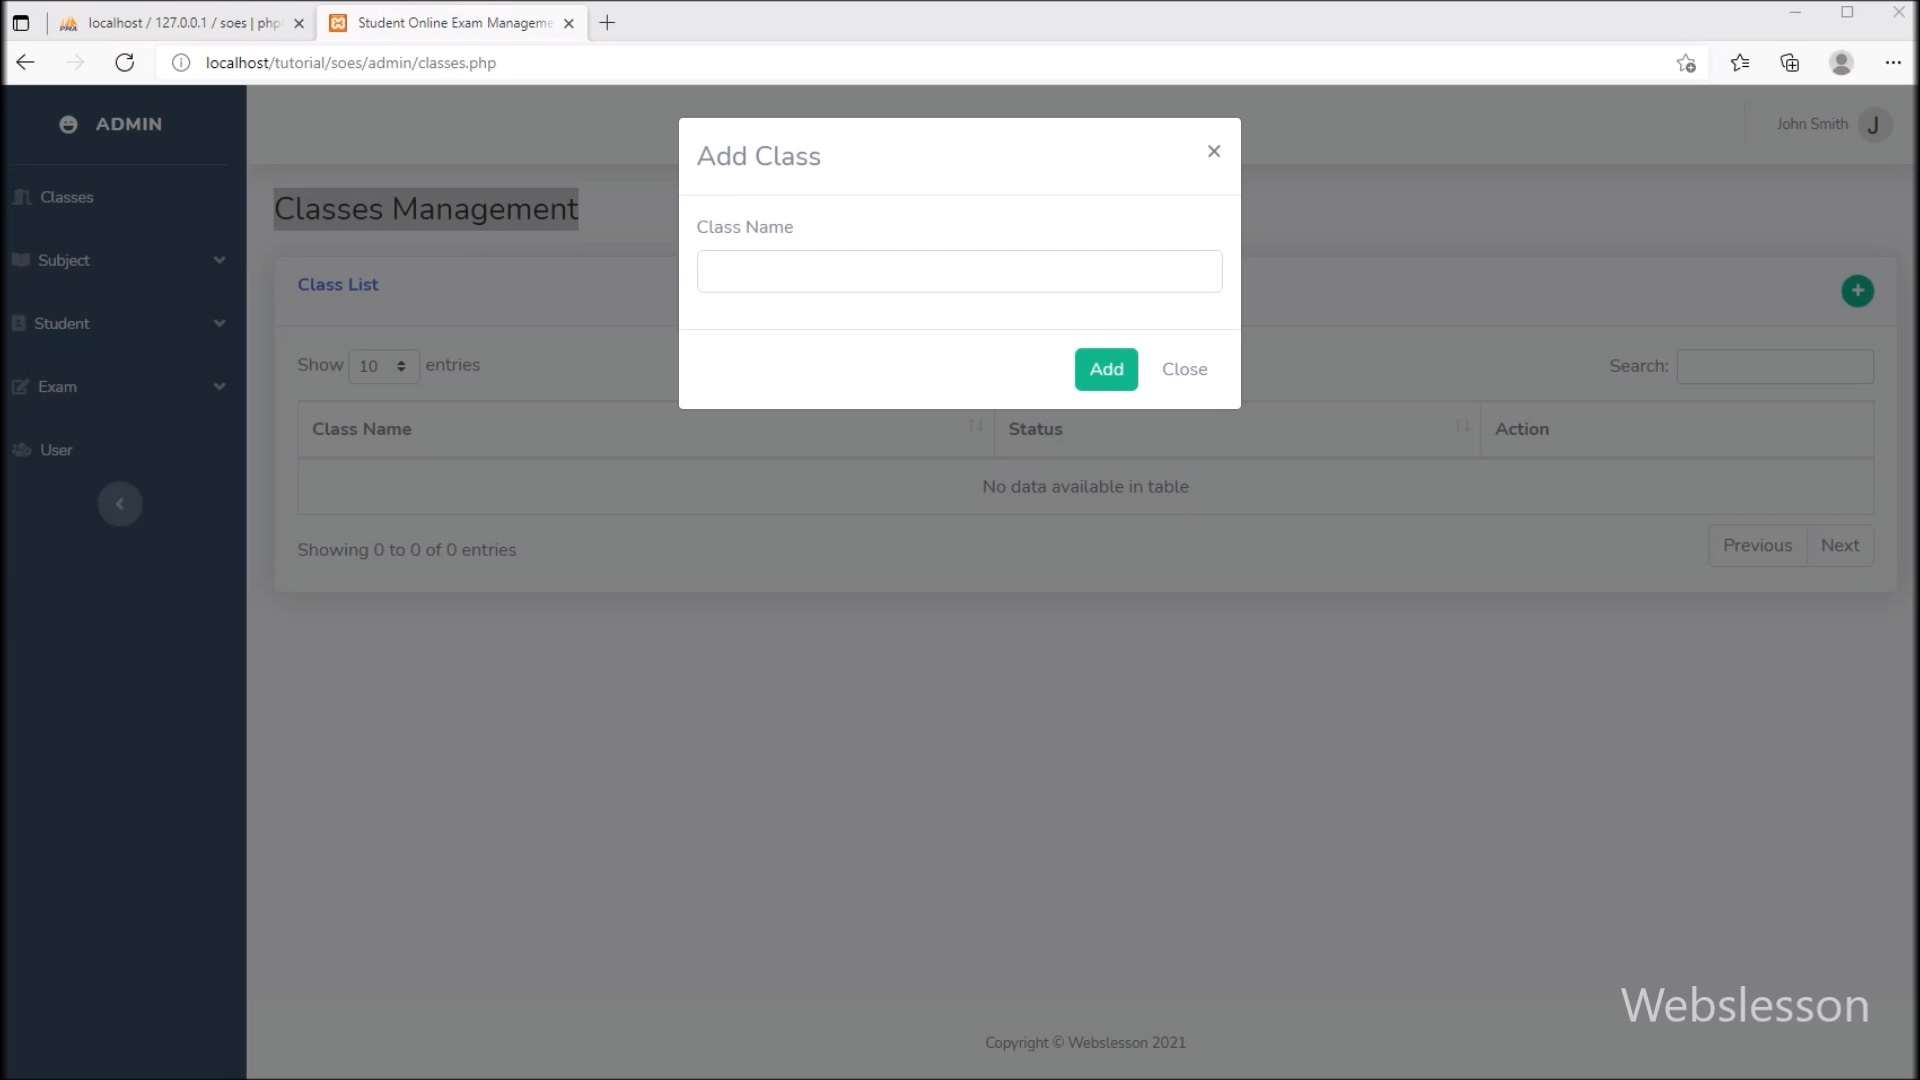 localhost / 127.0.0.1 / soes | php
Student Online Exam Manageme
localhost/tutorial/soes/admin/classes.php
ADMIN
John Smith J
Classes
Subject
Student
Exam
User
Classes Management
Class List
Show 10 entries
Search:
Class Name Status Action
No data available in table
Showing 0 to 0 of 0 entries
Previous Next
Add Class
Class Name
Add Close
Webslesson
Copyright © Webslesson 2021